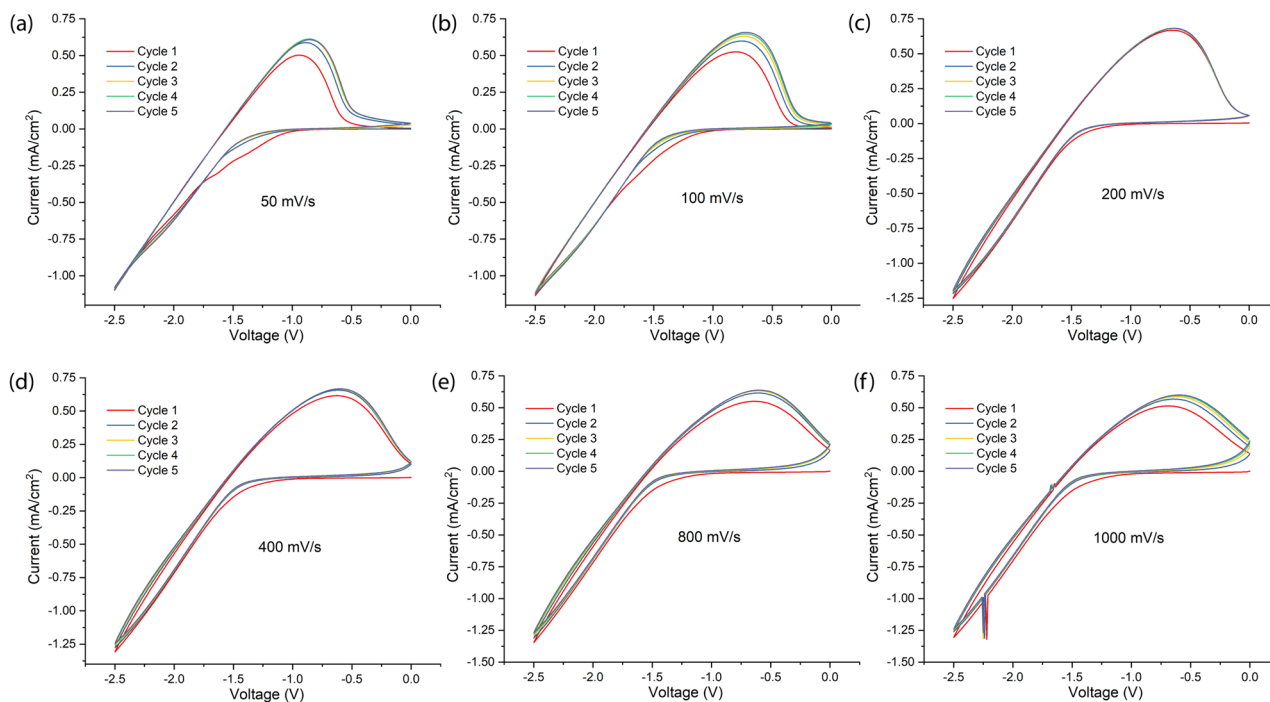 (a)
0.75
0.50
0.25
0.00
-0.25
-0.50
-0.75
-1.00
Current (mA/cm²)
Cycle 1
Cycle 2
Cycle 3
Cycle 4
Cycle 5
50 mV/s
-2.5 -2.0 -1.5 -1.0 -0.5 0.0
Voltage (V)
(b)
0.75
0.50
0.25
0.00
-0.25
-0.50
-0.75
-1.00
Current (mA/cm²)
Cycle 1
Cycle 2
Cycle 3
Cycle 4
Cycle 5
100 mV/s
-2.5 -2.0 -1.5 -1.0 -0.5 0.0
Voltage (V)
(c)
0.75
0.50
0.25
0.00
-0.25
-0.50
-0.75
-1.00
-1.25
Current (mA/cm²)
Cycle 1
Cycle 2
Cycle 3
Cycle 4
Cycle 5
200 mV/s
-2.5 -2.0 -1.5 -1.0 -0.5 0.0
Voltage (V)
(d)
0.75
0.50
0.25
0.00
-0.25
-0.50
-0.75
-1.00
-1.25
Current (mA/cm²)
Cycle 1
Cycle 2
Cycle 3
Cycle 4
Cycle 5
400 mV/s
-2.5 -2.0 -1.5 -1.0 -0.5 0.0
Voltage (V)
(e)
0.75
0.50
0.25
0.00
-0.25
-0.50
-0.75
-1.00
-1.25
-1.50
Current (mA/cm²)
Cycle 1
Cycle 2
Cycle 3
Cycle 4
Cycle 5
800 mV/s
-2.5 -2.0 -1.5 -1.0 -0.5 0.0
Voltage (V)
(f)
0.75
0.50
0.25
0.00
-0.25
-0.50
-0.75
-1.00
-1.25
-1.50
Current (mA/cm²)
Cycle 1
Cycle 2
Cycle 3
Cycle 4
Cycle 5
1000 mV/s
-2.5 -2.0 -1.5 -1.0 -0.5 0.0
Voltage (V)